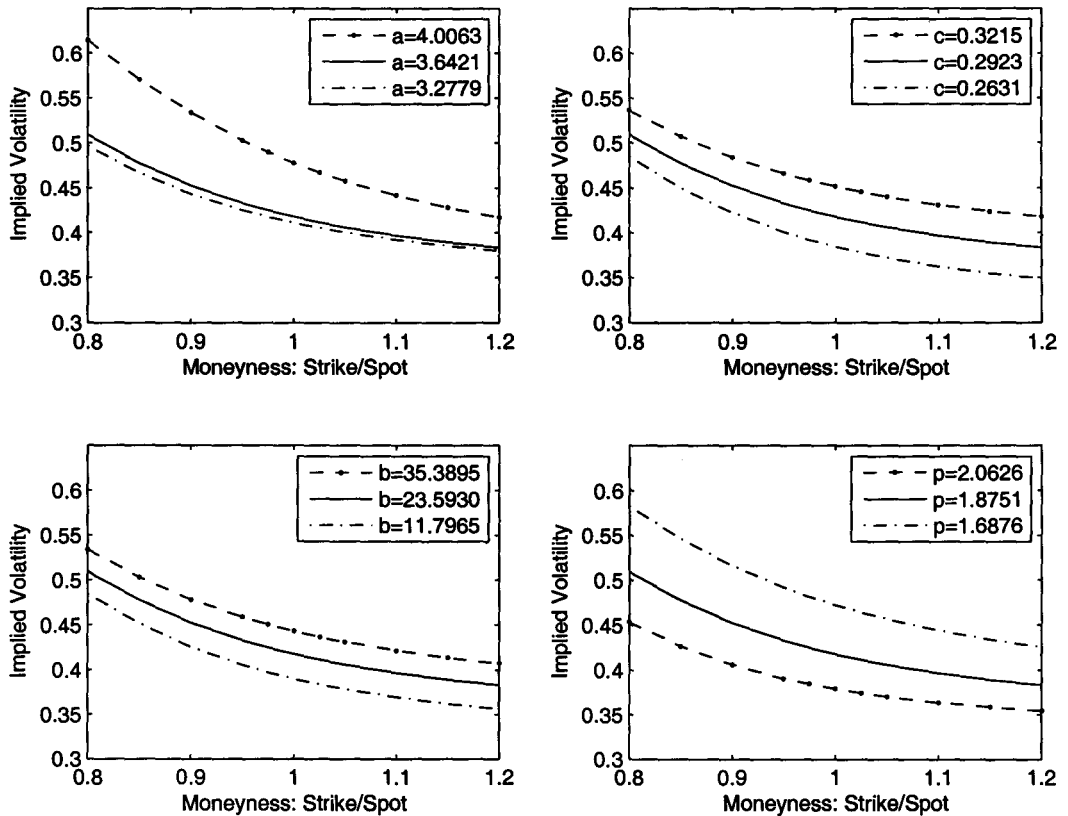 0.6
0.55
0.5
0.45
0.4
0.35
0.3
Implied Volatility
a=4.0063
a=3.6421
a=3.2779
0.8 0.9 1 1.1 1.2
Moneyness: Strike/Spot
0.6
0.55
0.5
0.45
0.4
0.35
0.3
Implied Volatility
c=0.3215
c=0.2923
c=0.2631
0.8 0.9 1 1.1 1.2
Moneyness: Strike/Spot
0.6
0.55
0.5
0.45
0.4
0.35
0.3
Implied Volatility
b=35.3895
b=23.5930
b=11.7965
0.8 0.9 1 1.1 1.2
Moneyness: Strike/Spot
0.6
0.55
0.5
0.45
0.4
0.35
0.3
Implied Volatility
p=2.0626
p=1.8751
p=1.6876
0.8 0.9 1 1.1 1.2
Moneyness: Strike/Spot